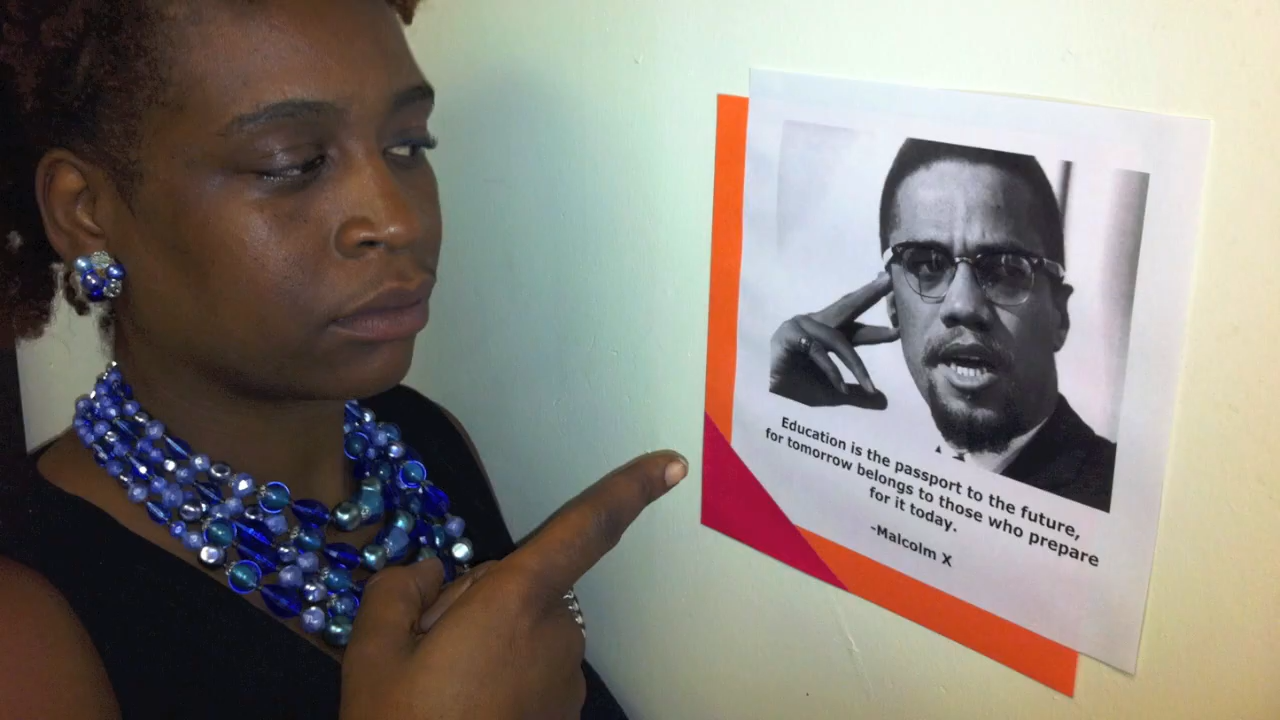 Education is the passport to the future,
for tomorrow belongs to those who prepare
for it today.
-Malcolm X